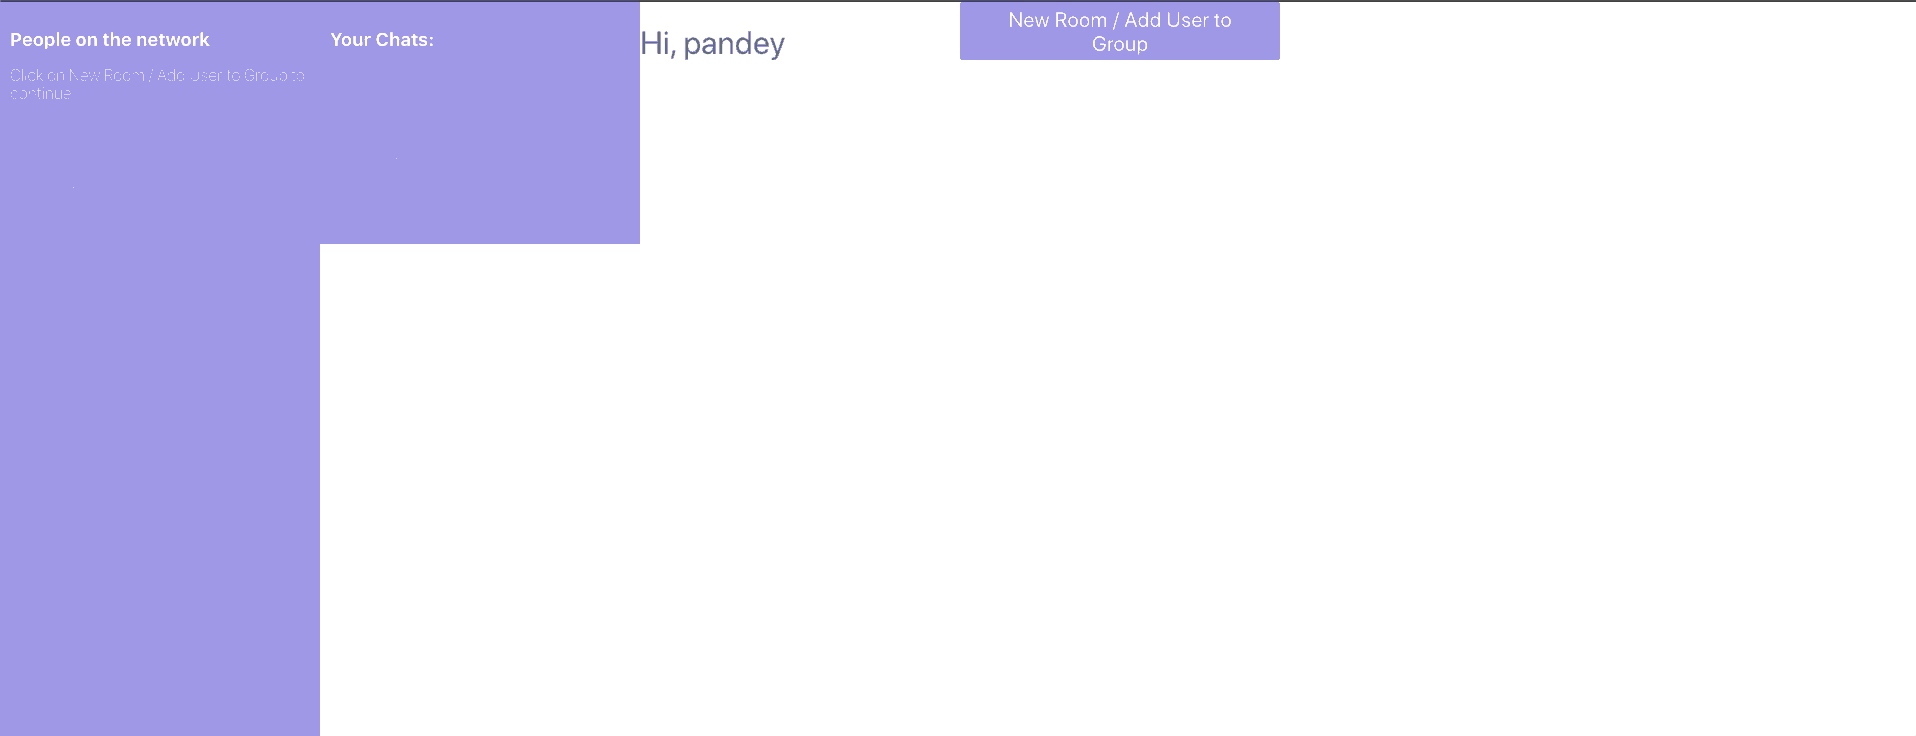 People on the network
Click on New Room / Add User to Group to
continue
Your Chats:
Hi, pandey
New Room / Add User to
Group